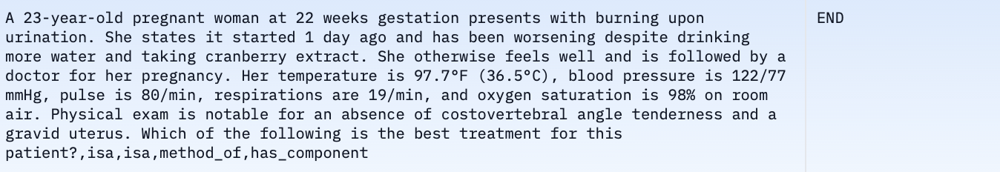 A 23-year-old pregnant woman at 22 weeks gestation presents with burning upon
urination. She states it started 1 day ago and has been worsening despite drinking
more water and taking cranberry extract. She otherwise feels well and is followed by a
doctor for her pregnancy. Her temperature is 97.7°F (36.5°C), blood pressure is 122/77
mmHg, pulse is 80/min, respirations are 19/min, and oxygen saturation is 98% on room
air. Physical exam is notable for an absence of costovertebral angle tenderness and a
gravid uterus. Which of the following is the best treatment for this
patient?,isa,isa,method_of,has_component
END